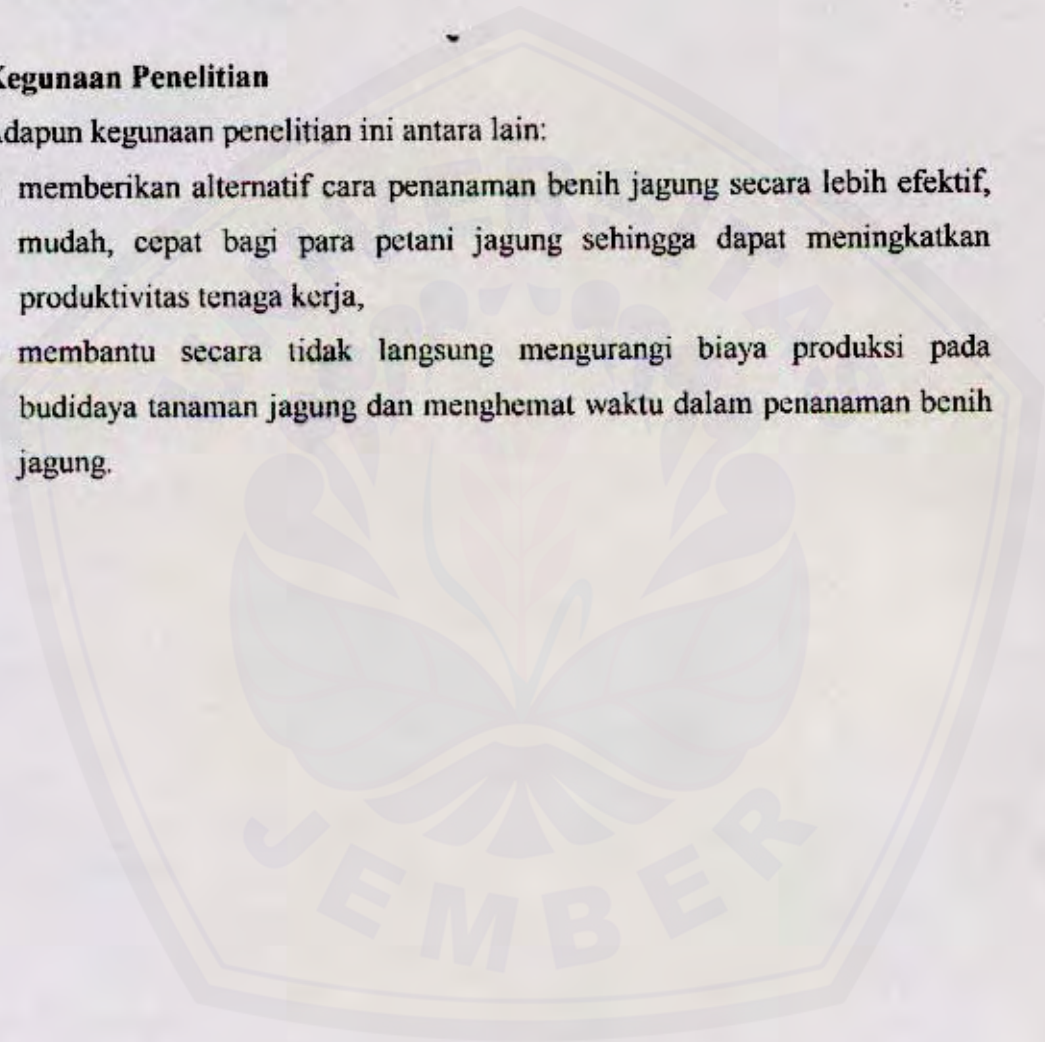 Kegunaan Penelitian
dapun kegunaan penelitian ini antara lain:
memberikan alternatif cara penanaman benih jagung secara lebih efektif,
mudah, cepat bagi para petani jagung sehingga dapat meningkatkan
produktivitas tenaga kerja,
membantu secara tidak langsung mengurangi biaya produksi pada
budidaya tanaman jagung dan menghemat waktu dalam penanaman benih
jagung.
UNIVERSITAS
JEMBER